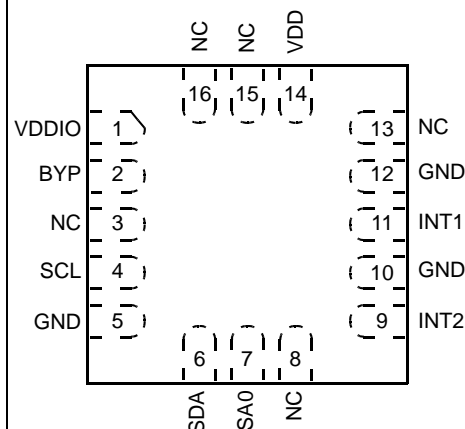 NC NC VDD
16 15 14
VDDIO 1 13 NC
BYP 2 12 GND
NC 3 11 INT1
SCL 4 10 GND
GND 5 9 INT2
6 7 8
SDA SA0 NC